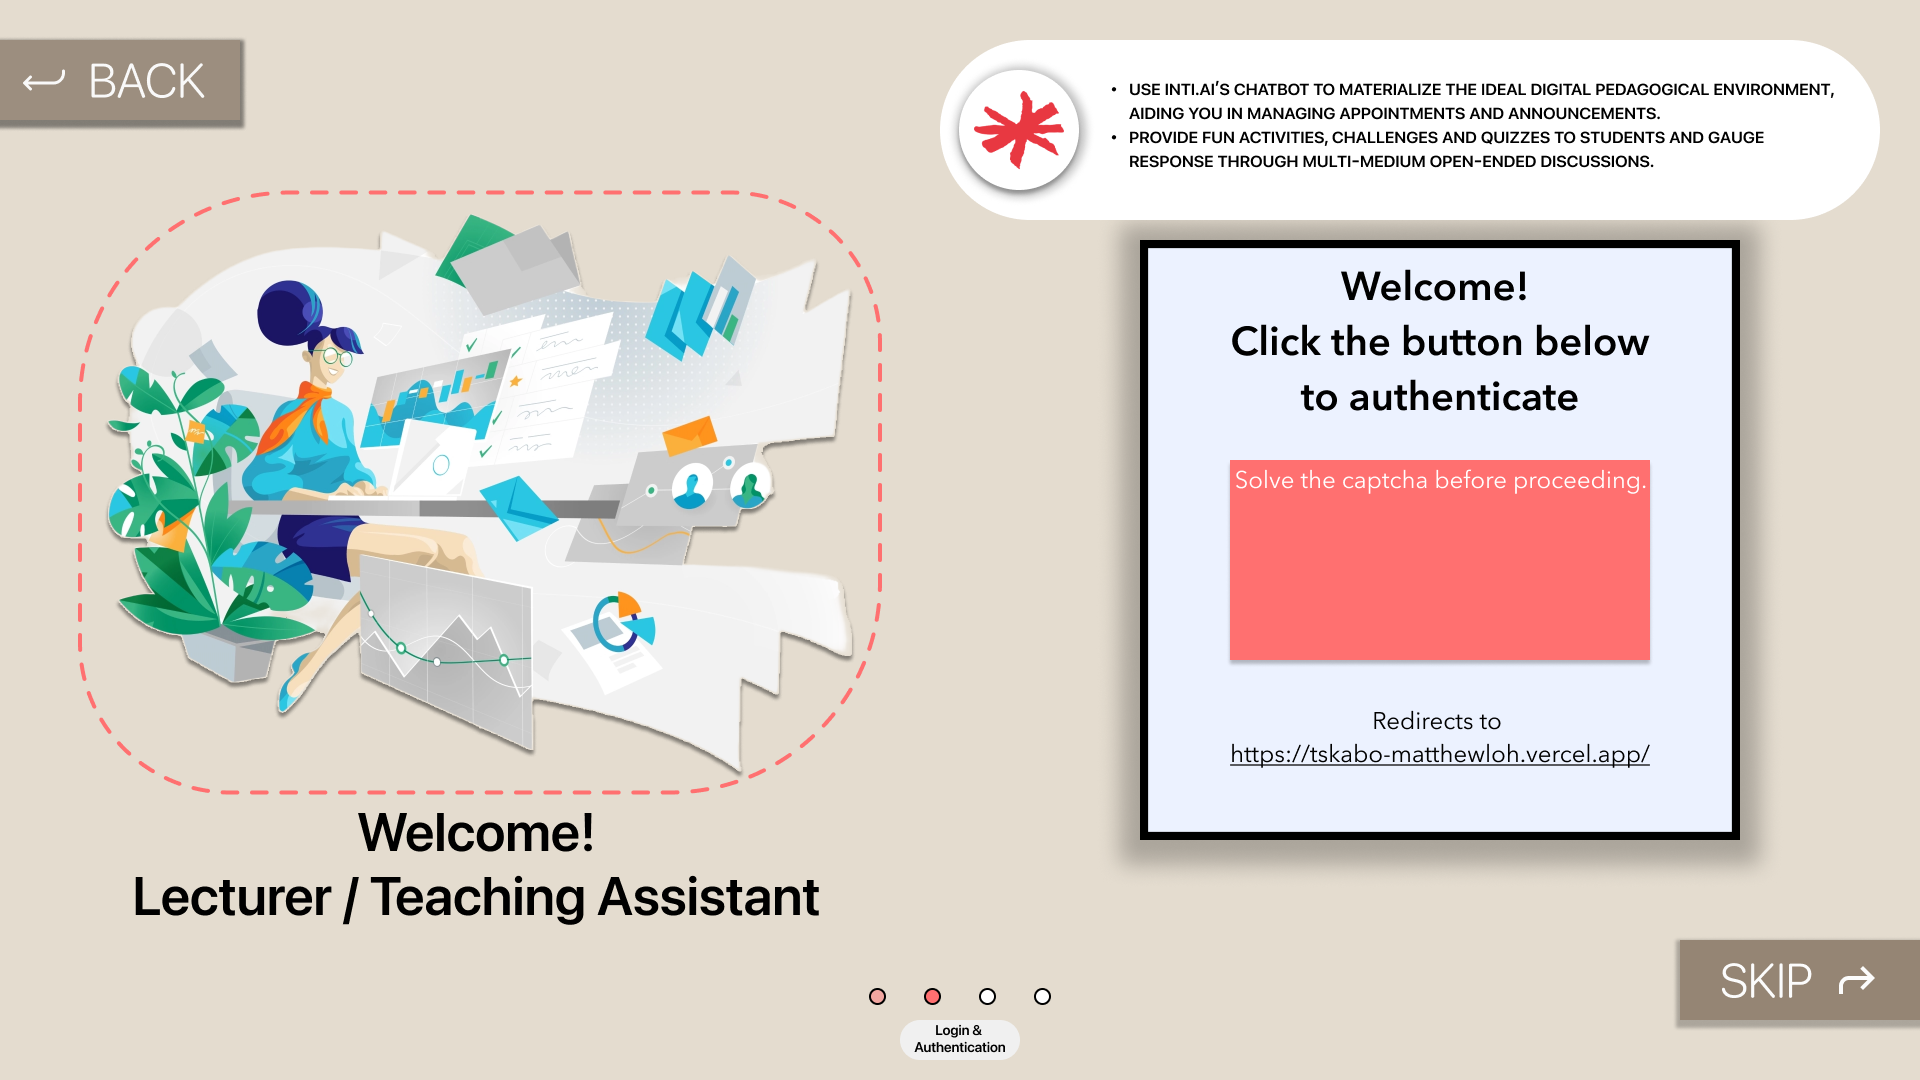 BACK
• USE INTI.AI'S CHATBOT TO MATERIALIZE THE IDEAL DIGITAL PEDAGOGICAL ENVIRONMENT,
AIDING YOU IN MANAGING APPOINTMENTS AND ANNOUNCEMENTS.
• PROVIDE FUN ACTIVITIES, CHALLENGES AND QUIZZES TO STUDENTS AND GAUGE
RESPONSE THROUGH MULTI-MEDIUM OPEN-ENDED DISCUSSIONS.
Welcome!
Click the button below
to authenticate
Solve the captcha before proceeding.
Redirects to
https://tskabo-matthewloh.vercel.app/
Welcome!
Lecturer / Teaching Assistant
SKIP
Login &
Authentication